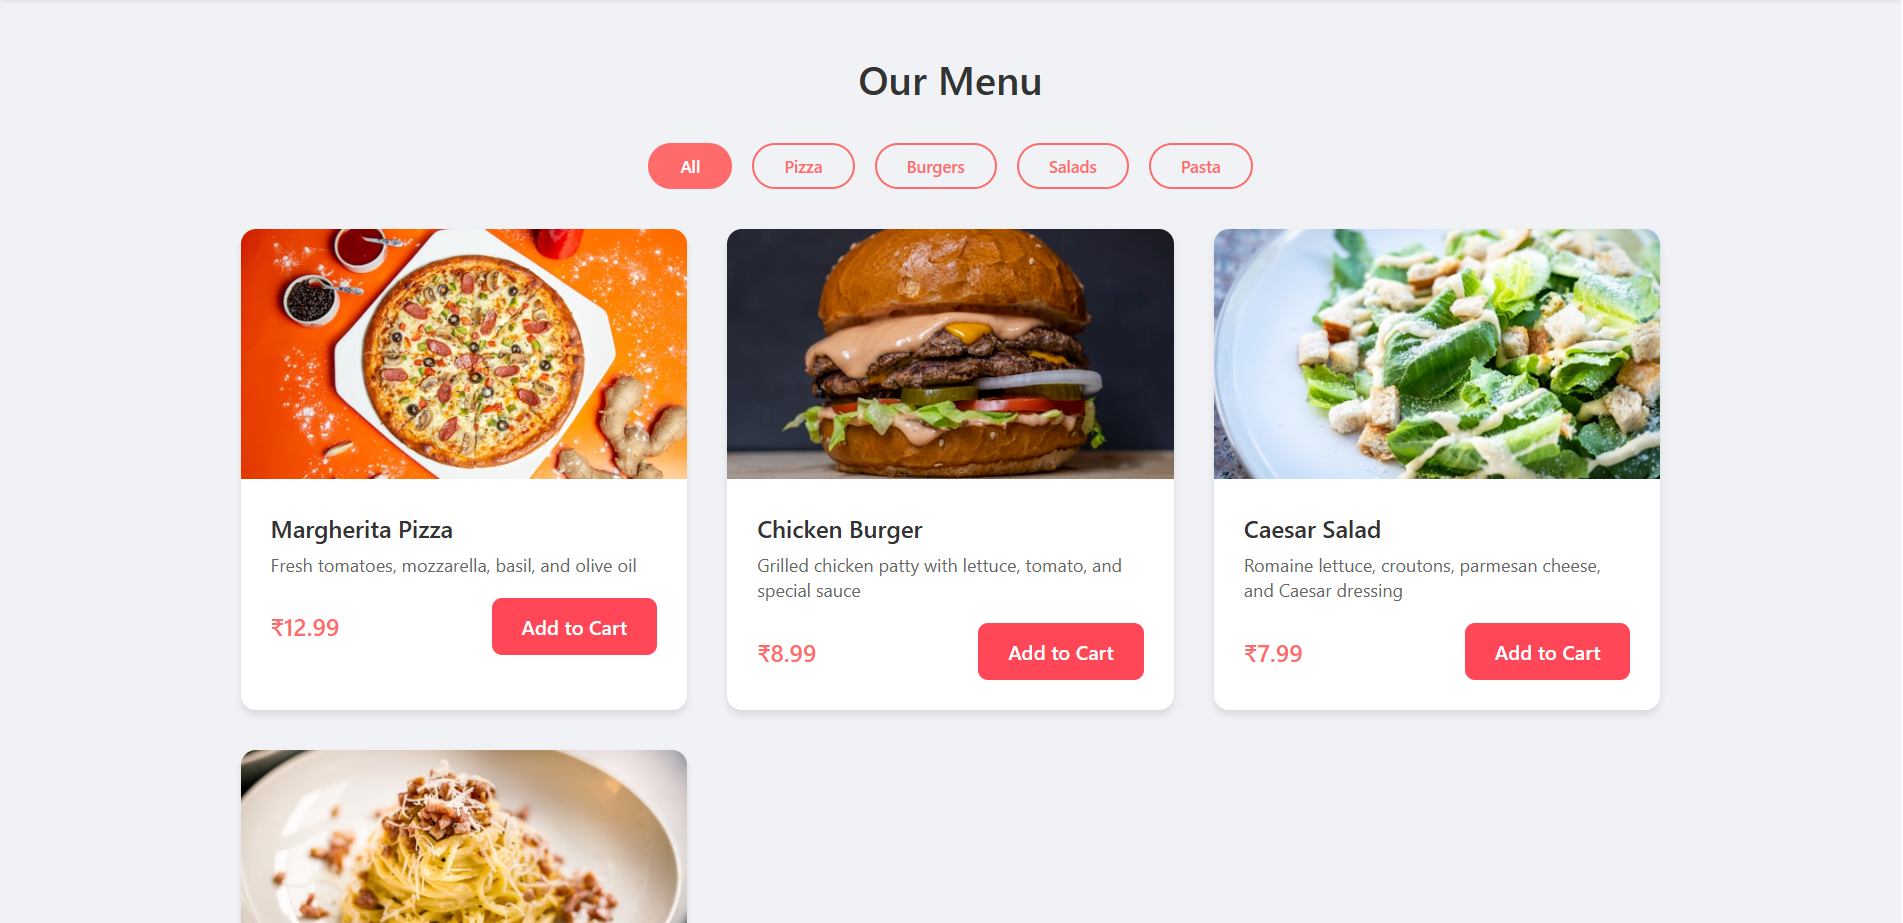 Our Menu
All
Pizza
Burgers
Salads
Pasta
Margherita Pizza
Fresh tomatoes, mozzarella, basil, and olive oil
₹12.99
Add to Cart
Chicken Burger
Grilled chicken patty with lettuce, tomato, and
special sauce
₹8.99
Add to Cart
Caesar Salad
Romaine lettuce, croutons, parmesan cheese,
and Caesar dressing
₹7.99
Add to Cart